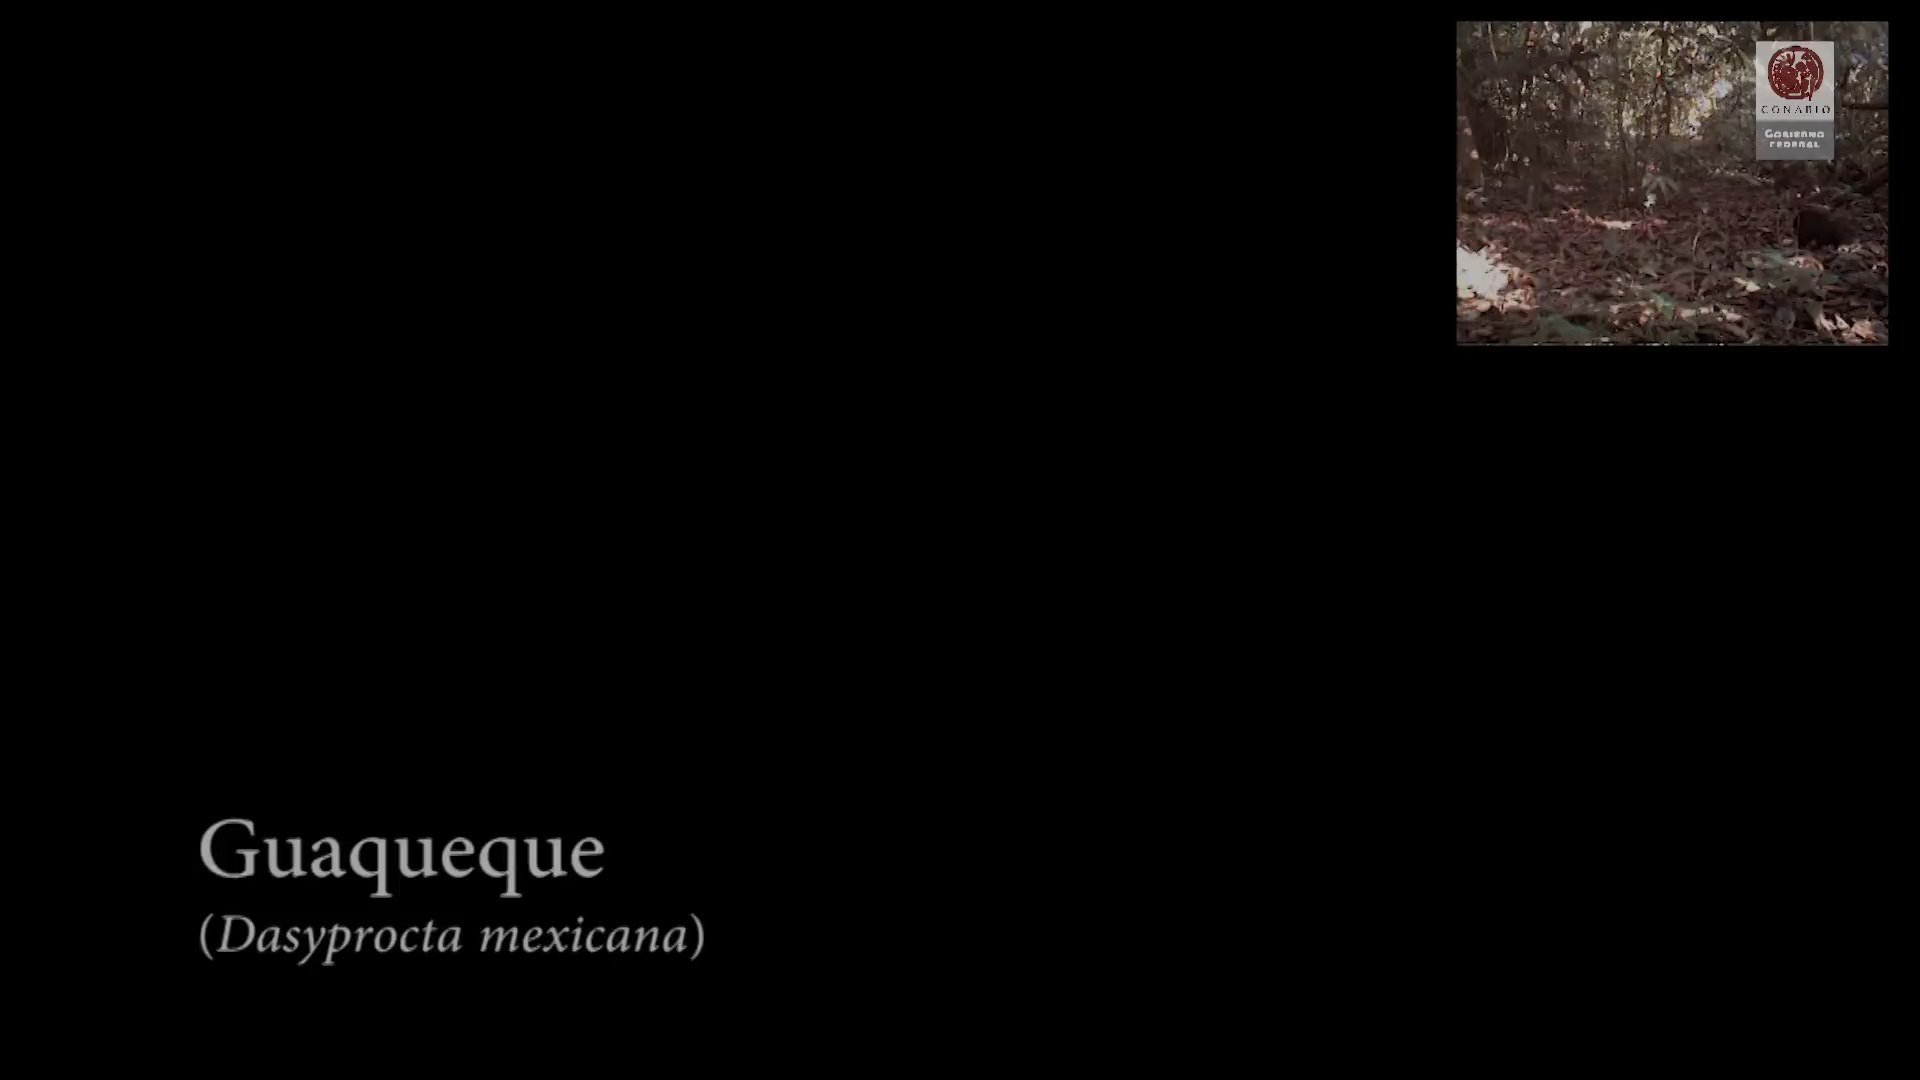 CONABIO
GOBIERNO
FEDERAL
Guaqueque
(Dasyprocta mexicana)